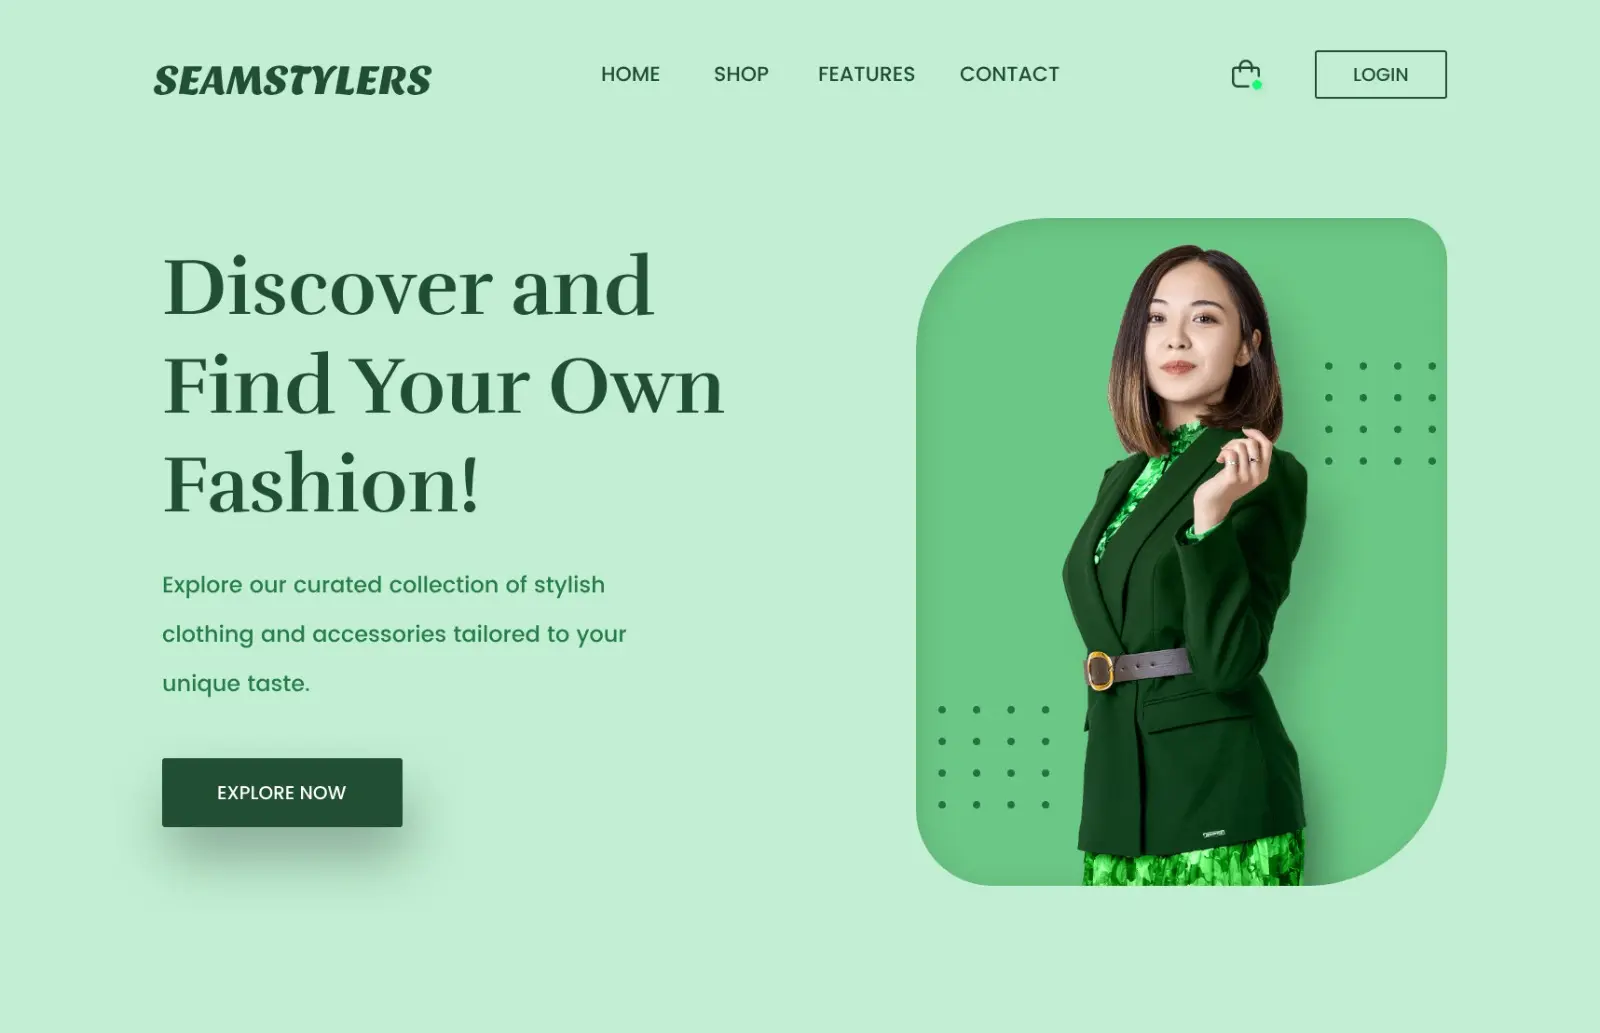 SEAMSTYLERS
HOME SHOP FEATURES CONTACT
LOGIN
Discover and
Find Your Own
Fashion!
Explore our curated collection of stylish
clothing and accessories tailored to your
unique taste.
EXPLORE NOW